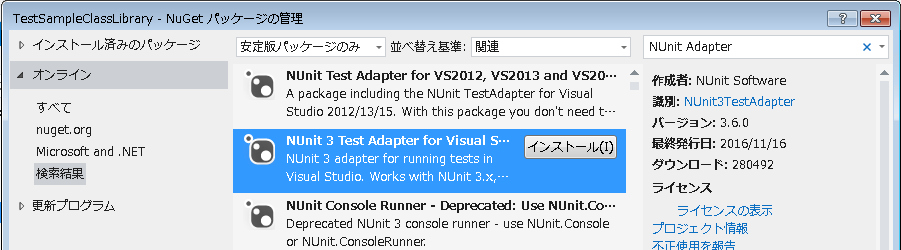 TestSampleClassLibrary - NuGet パッケージの管理
インストール済みのパッケージ
オンライン
すべて
nuget.org
Microsoft and .NET
検索結果
更新プログラム
安定版パッケージのみ
並べ替え基準:
関連
NUnit Test Adapter for VS2012, VS2013 and VS20···
A package including the NUnit TestAdapter for Visual
Studio 2012/13/15. With this package you don't need t···
NUnit 3 Test Adapter for Visual S···
インストール(I)
NUnit 3 adapter for running tests in
Visual Studio. Works with NUnit 3.x,···
NUnit Console Runner - Deprecated: Use NUnit.Co···
Deprecated NUnit 3 console runner - use NUnit.Console
or NUnit.ConsoleRunner.
NUnit Adapter
作成者: NUnit Software
識別: NUnit3TestAdapter
バージョン: 3.6.0
最終発行日: 2016/11/16
ダウンロード: 280492
ライセンス
ライセンスの表示
プロジェクト情報
不正使用を報告